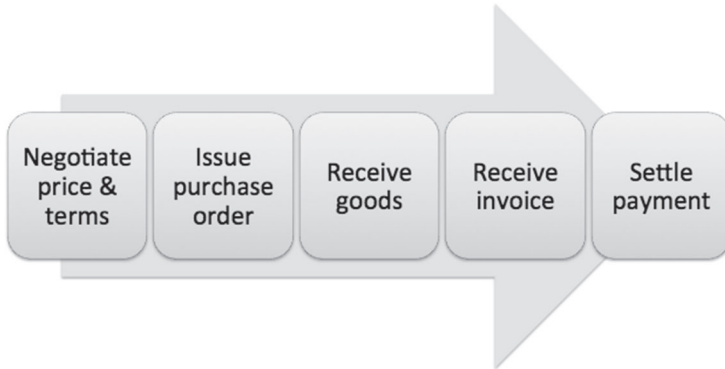 Negotiate
price &
terms
Issue
purchase
order
Receive
goods
Receive
invoice
Settle
payment